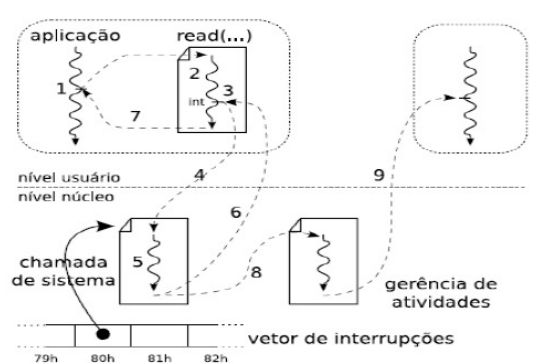 aplicação
read(...)
1
2
3
int
7
nível usuário
4
9
nível núcleo
6
chamada
de sistema
5
8
gerência de
atividades
vetor de interrupções
79h
80h
81h
82h